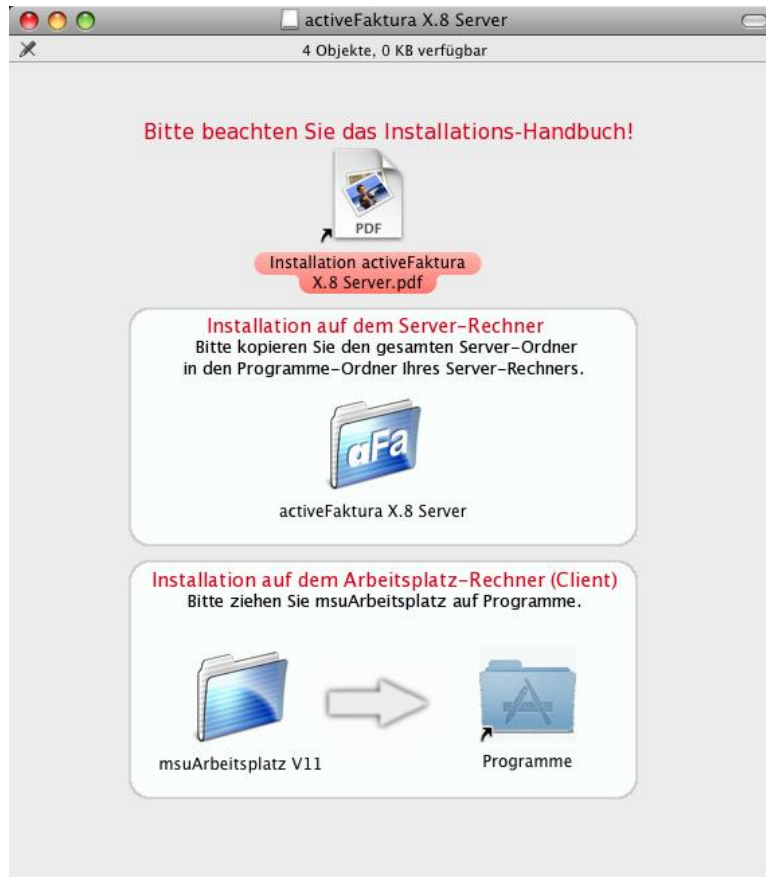 activeFaktura X.8 Server
4 Objekte, 0 KB verfügbar
Bitte beachten Sie das Installations-Handbuch!
PDF
Installation activeFaktura
X.8 Server.pdf
Installation auf dem Server-Rechner
Bitte kopieren Sie den gesamten Server-Ordner
in den Programme-Ordner Ihres Server-Rechners.
aFa
activeFaktura X.8 Server
Installation auf dem Arbeitsplatz-Rechner (Client)
Bitte ziehen Sie msuArbeitsplatz auf Programme.
msuArbeitsplatz V11
Programme